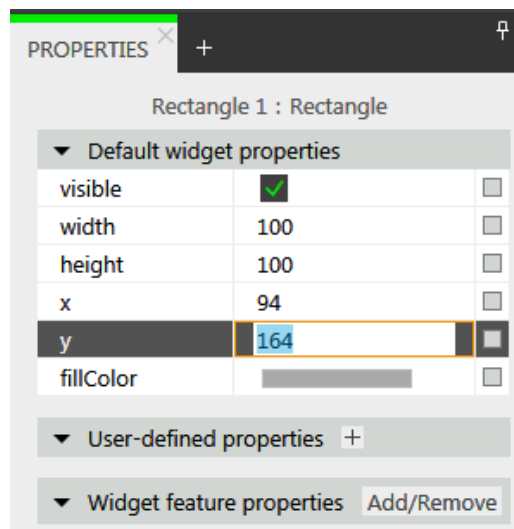 PROPERTIES
Rectangle 1 : Rectangle
Default widget properties
visible
width 100
height 100
x 94
y 164
fillColor
User-defined properties +
Widget feature properties Add/Remove